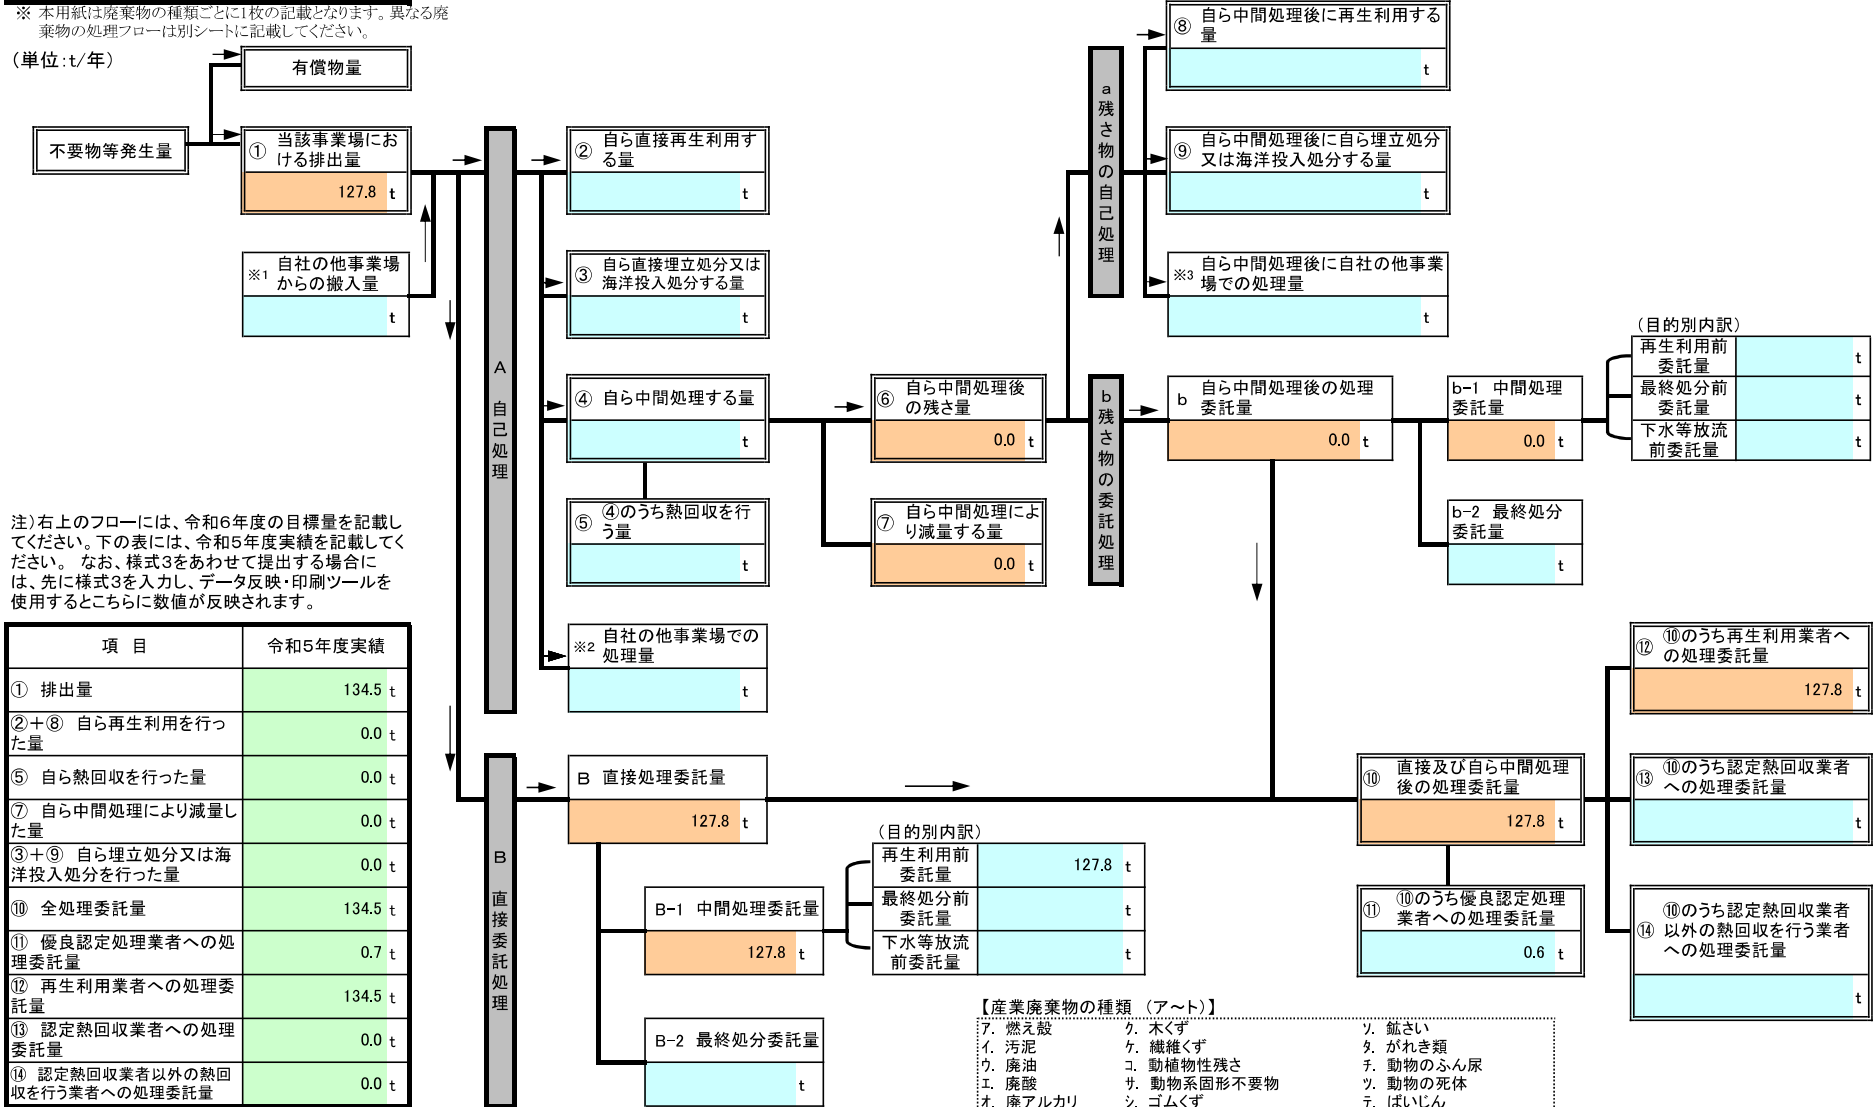 ※ 本用紙は廃棄物の種類ごとに1枚の記載となります。異なる廃
棄物の処理フローは別シートに記載してください。
(単位:t/年)
有償物量
不要物等発生量
① 当該事業場にお
ける排出量
127.8 t
※1 自社の他事業場
からの搬入量
t
A 自己処理
② 自ら直接再生利用す
る量
t
③ 自ら直接埋立処分又は
海洋投入処分する量
t
④ 自ら中間処理する量
t
⑤ ④のうち熱回収を行
う量
t
※2 自社の他事業場での
処理量
t
⑥ 自ら中間処理後
の残さ量
0.0 t
⑦ 自ら中間処理によ
り減量する量
0.0 t
a 残さ物の自己処理
⑧ 自ら中間処理後に再生利用する
量
t
⑨ 自ら中間処理後に自ら埋立処分
又は海洋投入処分する量
t
※3 自ら中間処理後に自社の他事業
場での処理量
t
b 残さ物の委託処理
b 自ら中間処理後の処理
委託量
0.0 t
b-1 中間処理
委託量
0.0 t
b-2 最終処分
委託量
t
(目的別内訳)
再生利用前
委託量
t
最終処分前
委託量
t
下水等放流
前委託量
t
注)右上のフローには、令和6年度の目標量を記載し
てください。下の表には、令和5年度実績を記載してく
ださい。 なお、様式3をあわせて提出する場合に
は、先に様式3を入力し、データ反映・印刷ツールを
使用するとこちらに数値が反映されます。
項 目 令和5年度実績
① 排出量 134.5 t
②+⑧ 自ら再生利用を行っ
た量
0.0 t
⑤ 自ら熱回収を行った量 0.0 t
⑦ 自ら中間処理により減量し
た量
0.0 t
③+⑨ 自ら埋立処分又は海
洋投入処分を行った量
0.0 t
⑩ 全処理委託量 134.5 t
⑪ 優良認定処理業者への処
理委託量
0.7 t
⑫ 再生利用業者への処理委
託量
134.5 t
⑬ 認定熱回収業者への処理
委託量
0.0 t
⑭ 認定熱回収業者以外の熱回
収を行う業者への処理委託量
0.0 t
B 直接委託処理
B 直接処理委託量
127.8 t
B-1 中間処理委託量
127.8 t
B-2 最終処分委託量
t
(目的別内訳)
再生利用前
委託量
127.8 t
最終処分前
委託量
t
下水等放流
前委託量
t
⑩ 直接及び自ら中間処理
後の処理委託量
127.8 t
⑪ ⑩のうち優良認定処理
業者への処理委託量
0.6 t
⑫ ⑩のうち再生利用業者へ
の処理委託量
127.8 t
⑬ ⑩のうち認定熱回収業者
への処理委託量
t
⑭ ⑩のうち認定熱回収業者
以外の熱回収を行う業者
への処理委託量
t
【産業廃棄物の種類 (ア~ト)】
ア. 燃え殻 ク. 木くず ソ. 鉱さい
イ. 汚泥 ケ. 繊維くず タ. がれき類
ウ. 廃油 コ. 動植物性残さ チ. 動物のふん尿
エ. 廃酸 サ. 動物系固形不要物 ツ. 動物の死体
オ. 廃アルカリ シ. ゴムくず テ. ばいじん